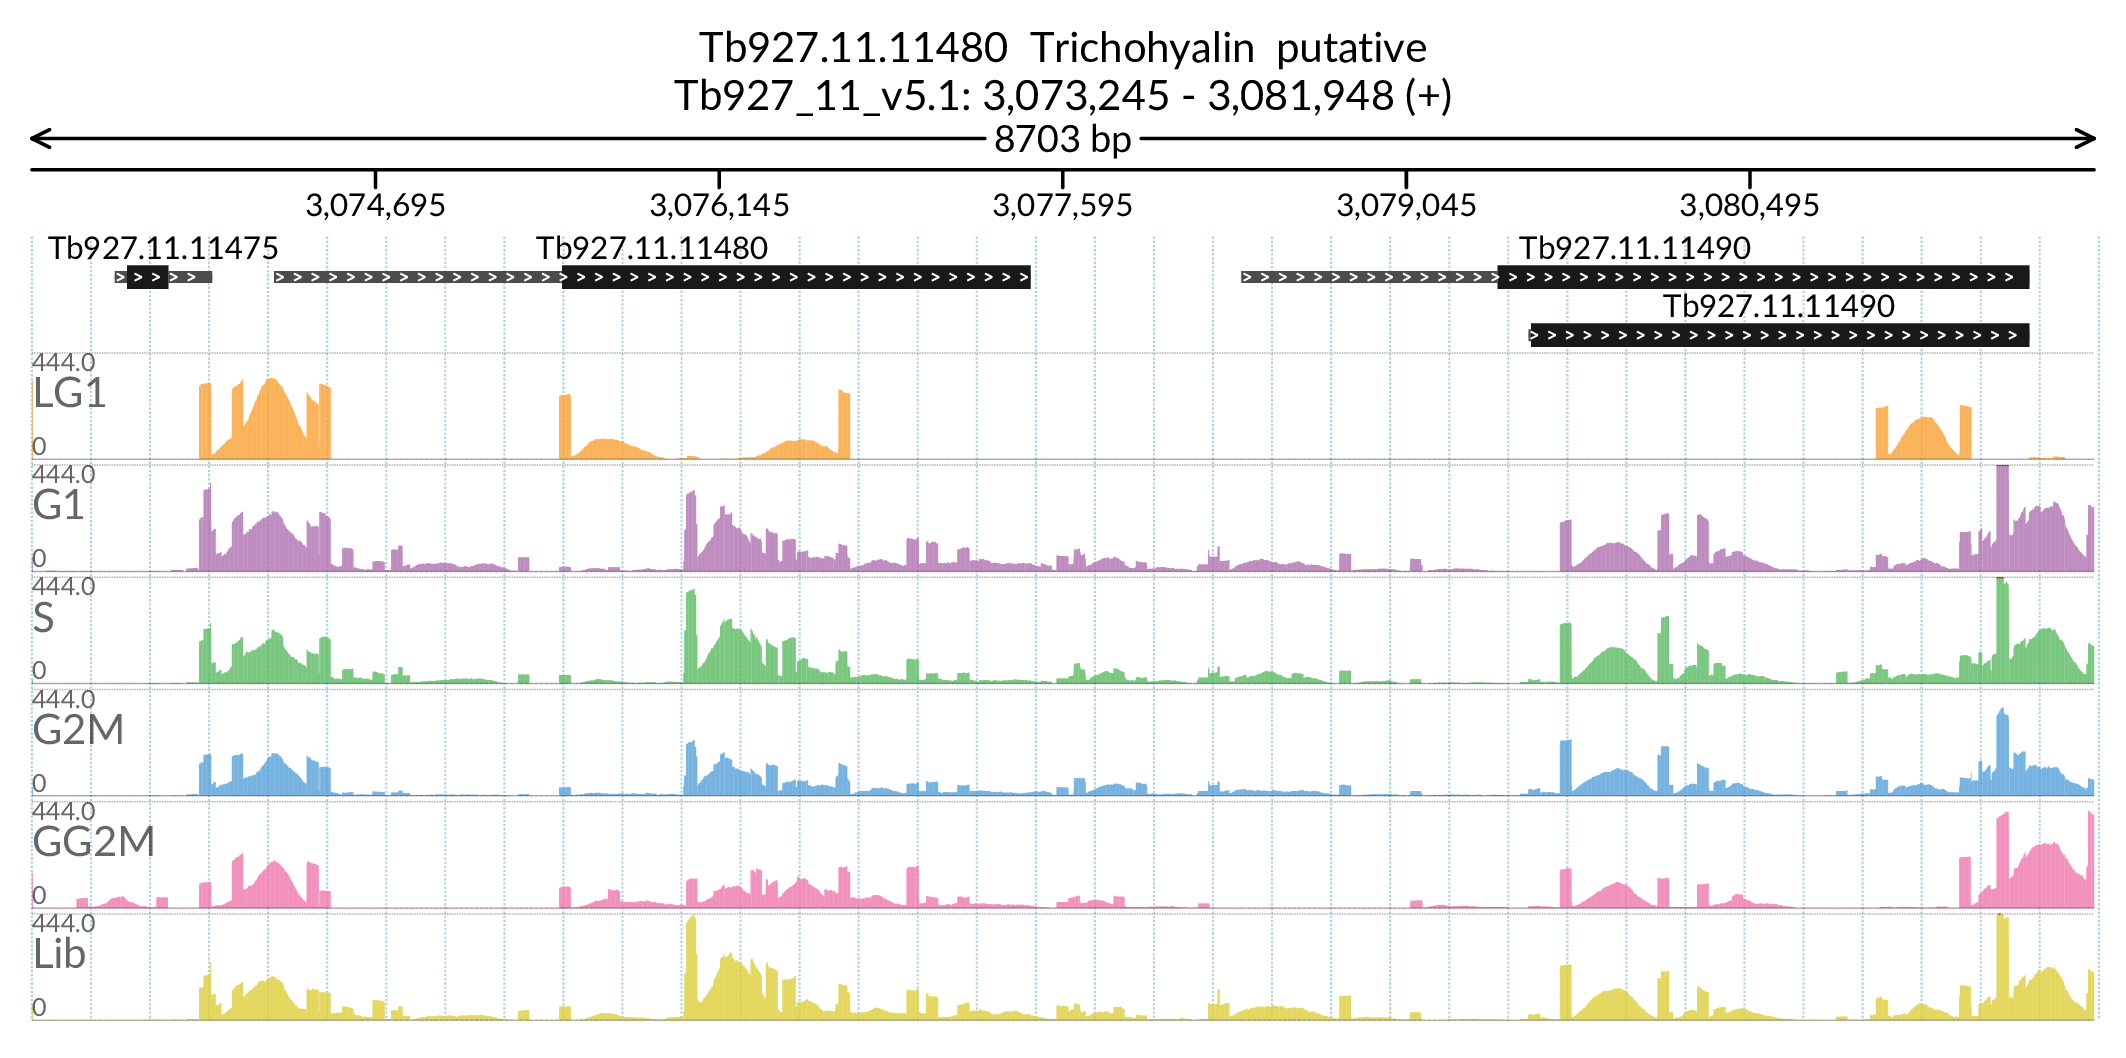 Tb927.11.11480 Trichohyalin putative
Tb927_11_v5.1: 3,073,245 - 3,081,948 (+)
8703 bp
3,074,695 3,076,145 3,077,595 3,079,045 3,080,495
Tb927.11.11475 Tb927.11.11480 Tb927.11.11490
Tb927.11.11490
444.0
LG1
0
444.0
G1
0
444.0
S
0
444.0
G2M
0
444.0
GG2M
0
444.0
Lib
0